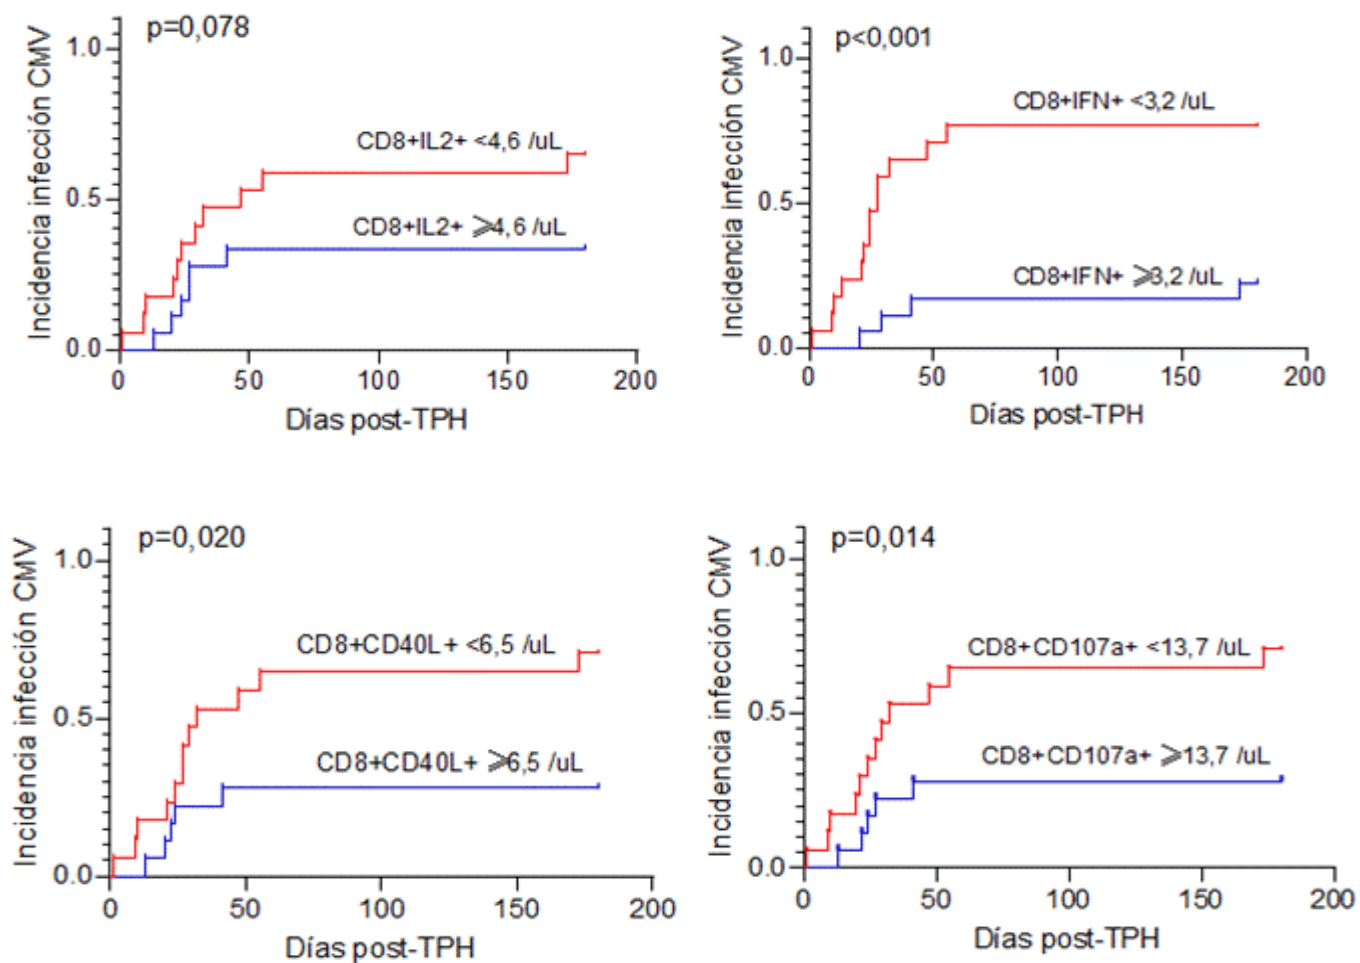 p=0,078
Incidencia infección CMV
1.0
0.5
0.0
CD8+IL2+ <4,6 /uL
CD8+IL2+ ≥4,6 /uL
0 50 100 150 200
Días post-TPH
p<0,001
Incidencia infección CMV
1.0
0.5
0.0
CD8+IFN+ <3,2 /uL
CD8+IFN+ ≥3,2 /uL
0 50 100 150 200
Días post-TPH
p=0,020
Incidencia infección CMV
1.0
0.5
0.0
CD8+CD40L+ <6,5 /uL
CD8+CD40L+ ≥6,5 /uL
0 50 100 150 200
Días post-TPH
p=0,014
Incidencia infección CMV
1.0
0.5
0.0
CD8+CD107a+ <13,7 /uL
CD8+CD107a+ ≥13,7 /uL
0 50 100 150 200
Días post-TPH